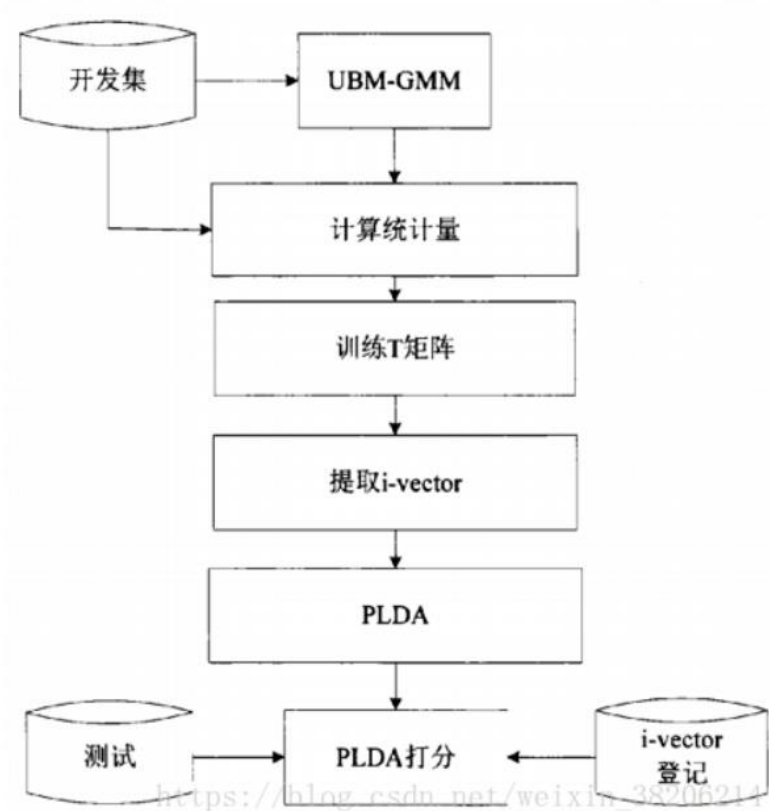 开发集
UBM-GMM
计算统计量
训练T矩阵
提取i-vector
PLDA
测试
PLDA打分
i-vector
登记
https://blog.csdn.net/weixin_38206214